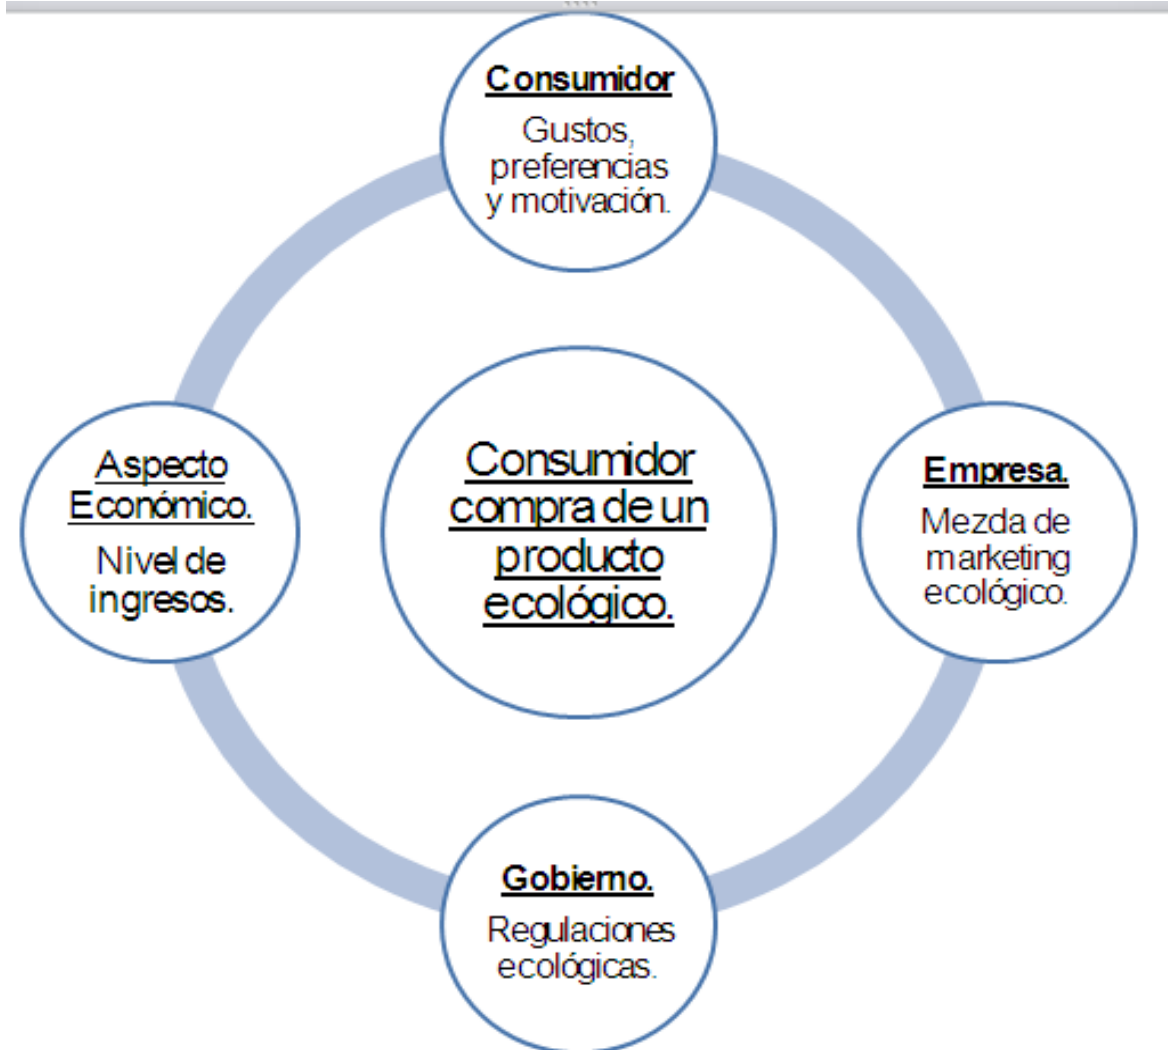 Consumidor
Gustos,
preferencias
y motivación.
Aspecto
Económico.
Nivel de
ingresos.
Consumidor
compra de un
producto
ecológico.
Empresa.
Mezcla de
marketing
ecológico.
Gobierno.
Regulaciones
ecológicas.